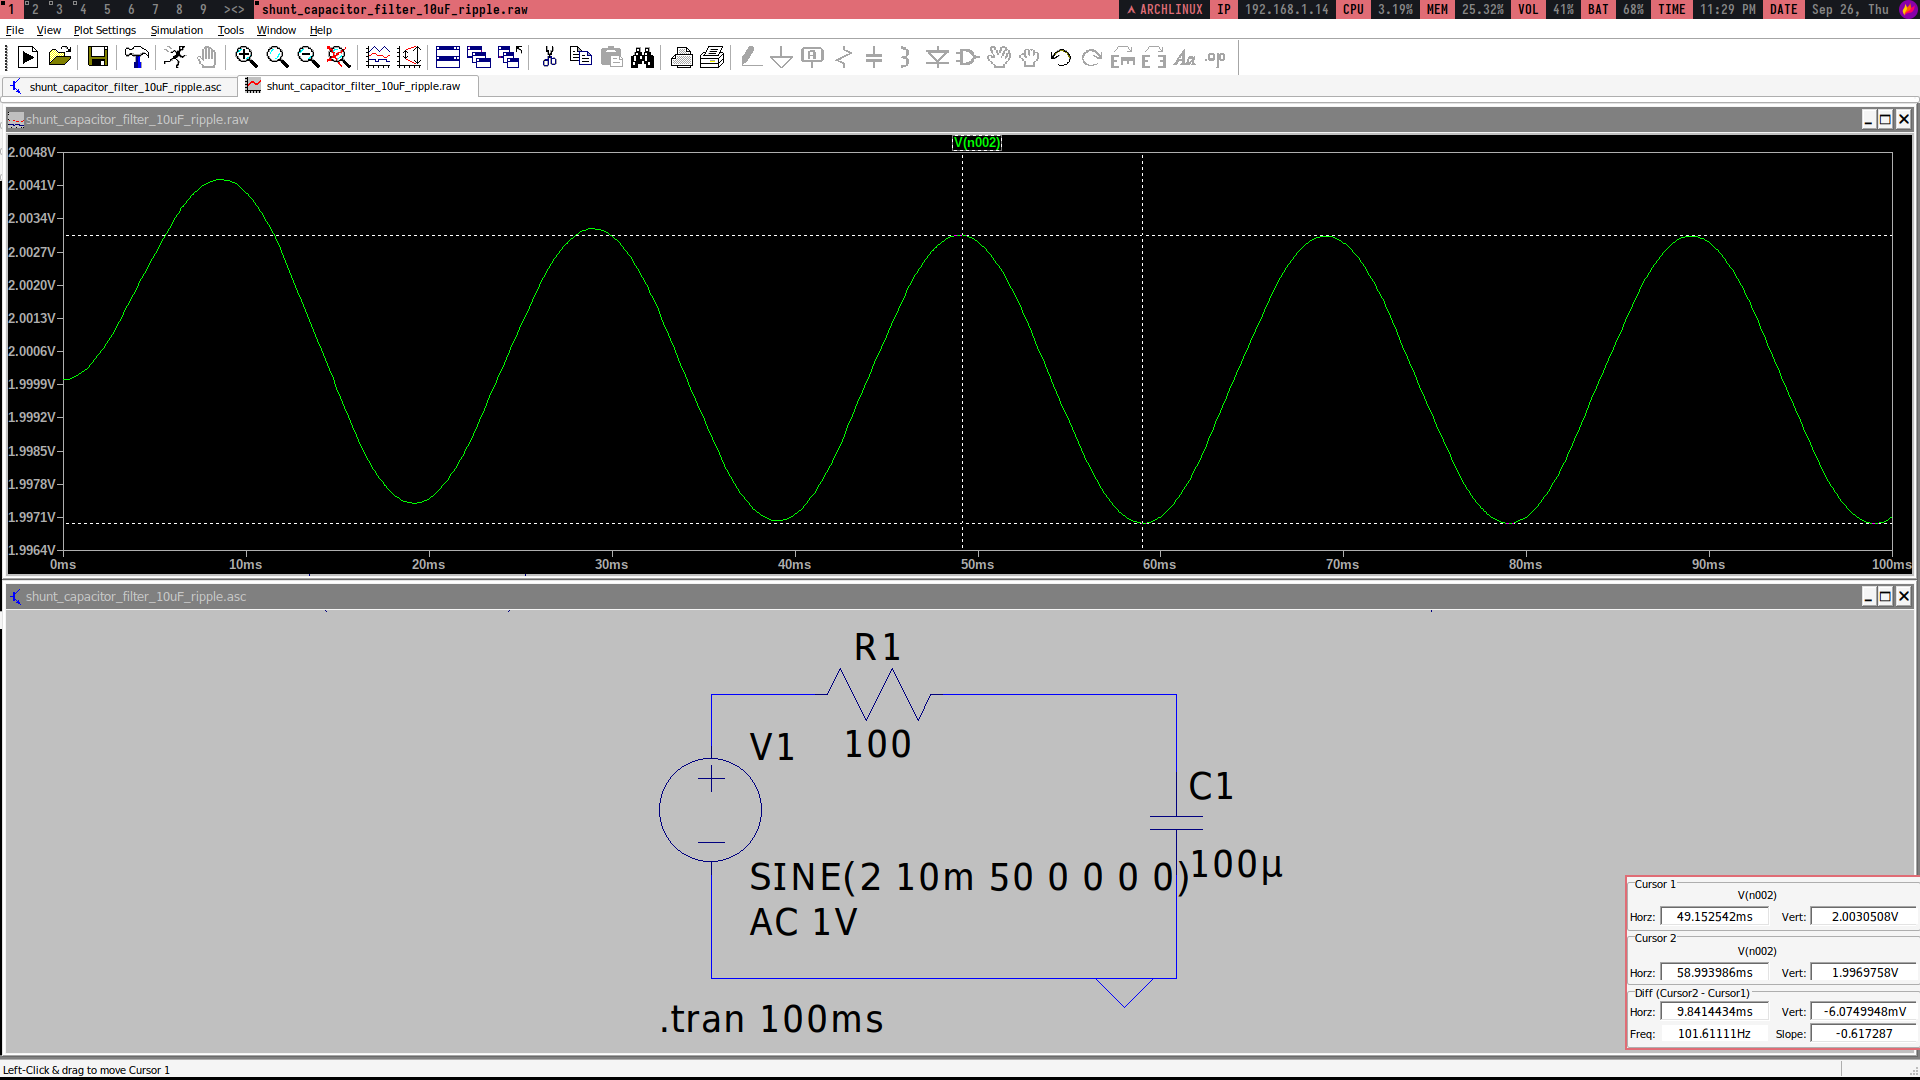 1 2 3 4 5 6 7 8 9 ><> shunt_capacitor_filter_10uF_ripple.raw ARCHLINUX IP 192.168.1.14 CPU 3.19% MEM 25.32% VOL 41% BAT 68% TIME 11:29 PM DATE Sep 26, Thu
File View Plot Settings Simulation Tools Window Help
A Aa .op
shunt_capacitor_filter_10uF_ripple.asc shunt_capacitor_filter_10uF_ripple.raw
shunt_capacitor_filter_10uF_ripple.raw
V(n002)
2.0048V
2.0041V
2.0034V
2.0027V
2.0020V
2.0013V
2.0006V
1.9999V
1.9992V
1.9985V
1.9978V
1.9971V
1.9964V
0ms 10ms 20ms 30ms 40ms 50ms 60ms 70ms 80ms 90ms 100ms
shunt_capacitor_filter_10uF_ripple.asc
R1
100
V1
C1
100µ
SINE(2 10m 50 0 0 0 0)
AC 1V
.tran 100ms
Cursor 1
V(n002)
Horz: 49.152542ms Vert: 2.0030508V
Cursor 2
V(n002)
Horz: 58.993986ms Vert: 1.9969758V
Diff (Cursor2 - Cursor1)
Horz: 9.8414434ms Vert: -6.0749948mV
Freq: 101.61111Hz Slope: -0.617287
Left-Click & drag to move Cursor 1